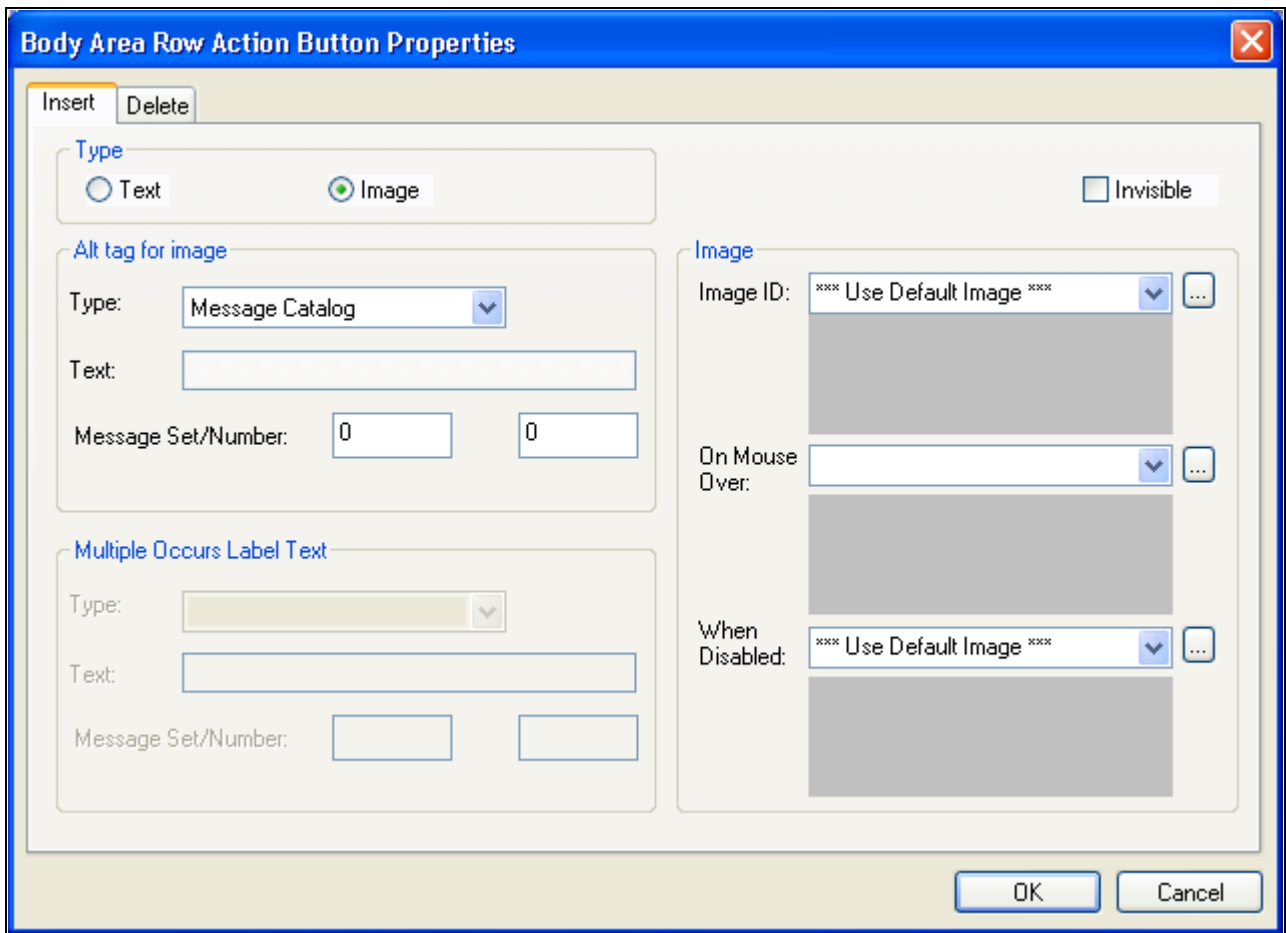 Body Area Row Action Button Properties
Insert Delete
Type
Text Image
Invisible
Alt tag for image
Type: Message Catalog
Text:
Message Set/Number: 0 0
Multiple Occurs Label Text
Type:
Text:
Message Set/Number:
Image
Image ID: *** Use Default Image *** ...
On Mouse
Over: ...
When
Disabled: *** Use Default Image *** ...
OK Cancel